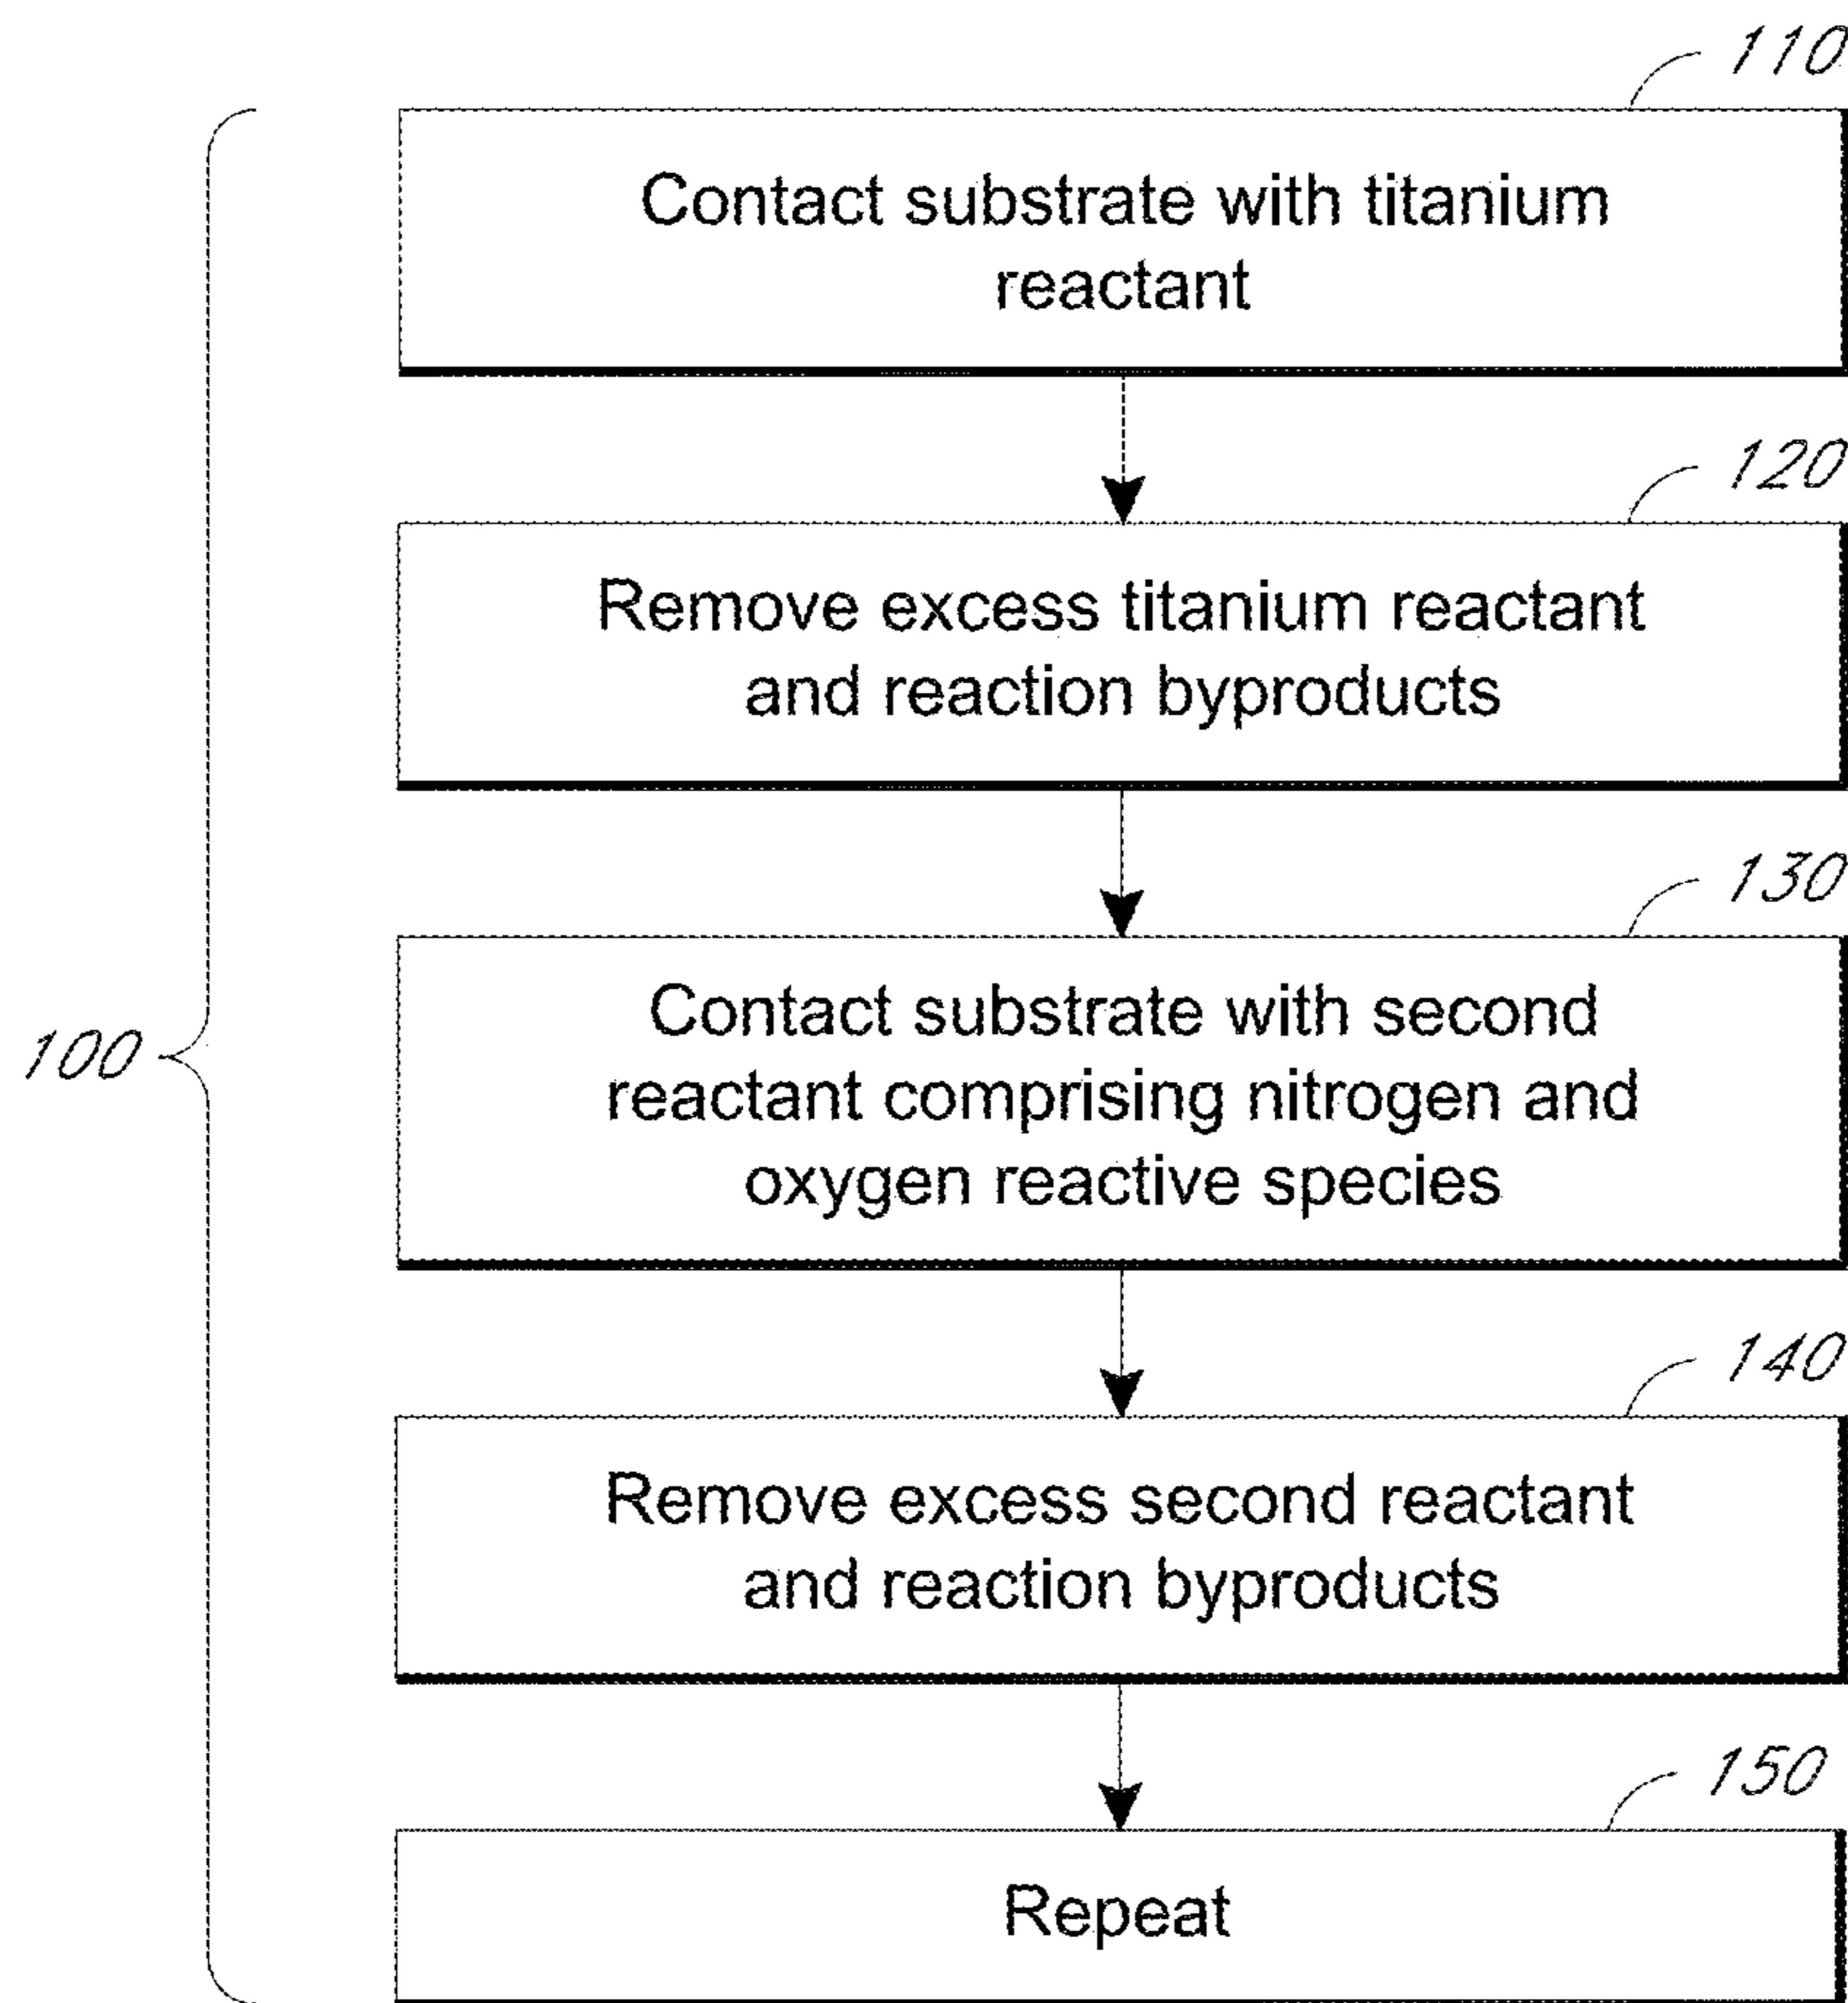 110
Contact substrate with titanium
reactant
120
Remove excess titanium reactant
and reaction byproducts
130
Contact substrate with second
reactant comprising nitrogen and
oxygen reactive species
100
140
Remove excess second reactant
and reaction byproducts
150
Repeat